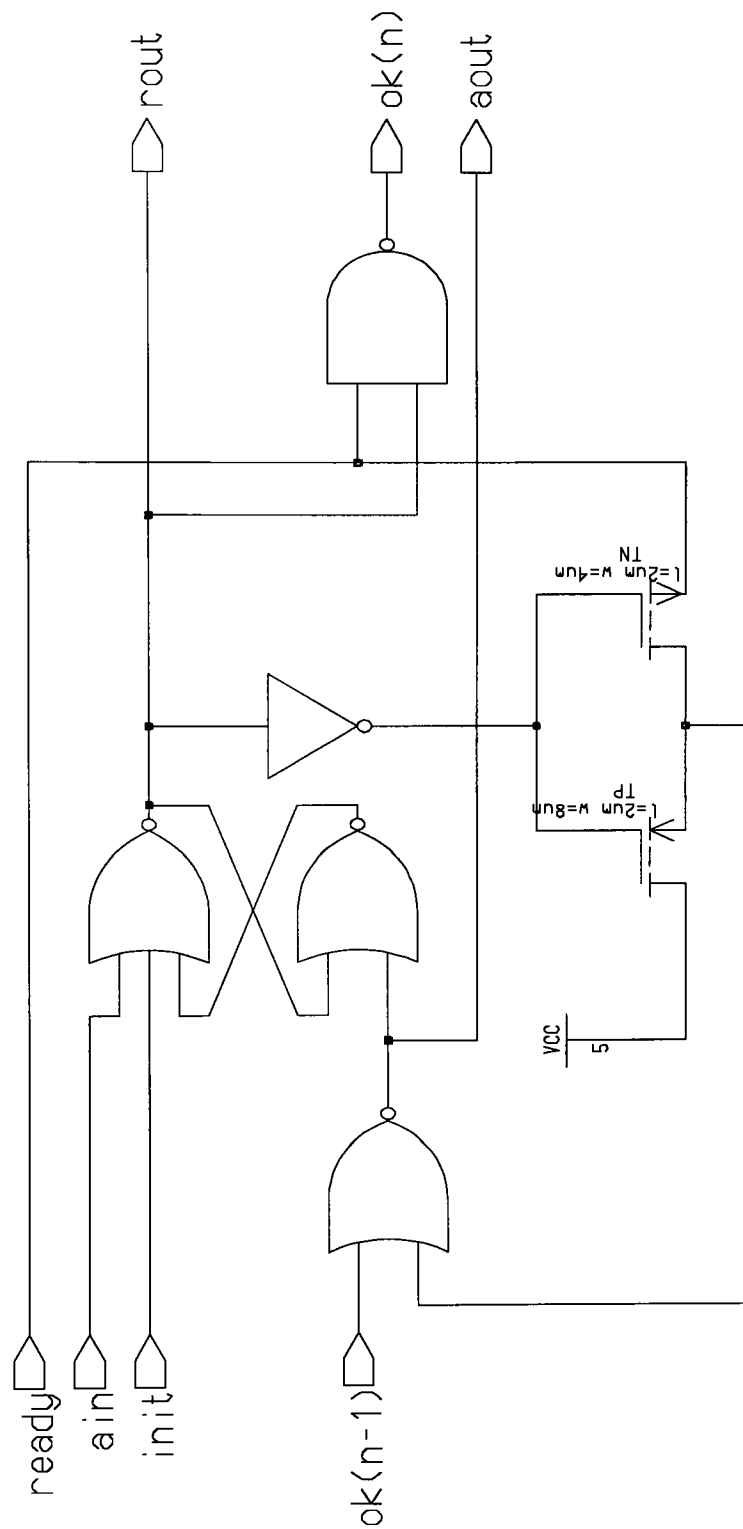 ready
ain
init
ok(n-1)
rout
ok(n)
aout
VCC
5
l=2um w=8um
TP
l=2um w=4um
TN